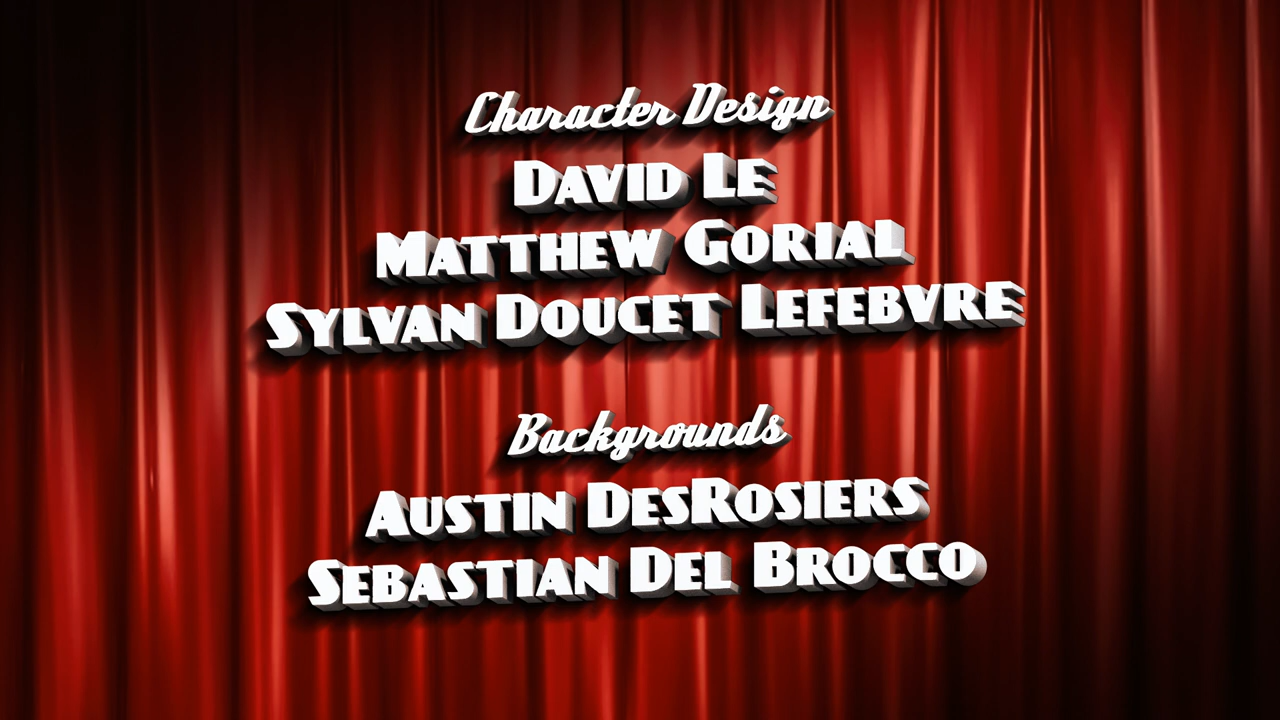 Character Design
David Le
Matthew Gorial
Sylvan Doucet Lefebvre
Backgrounds
Austin DesRosiers
Sebastian Del Brocco